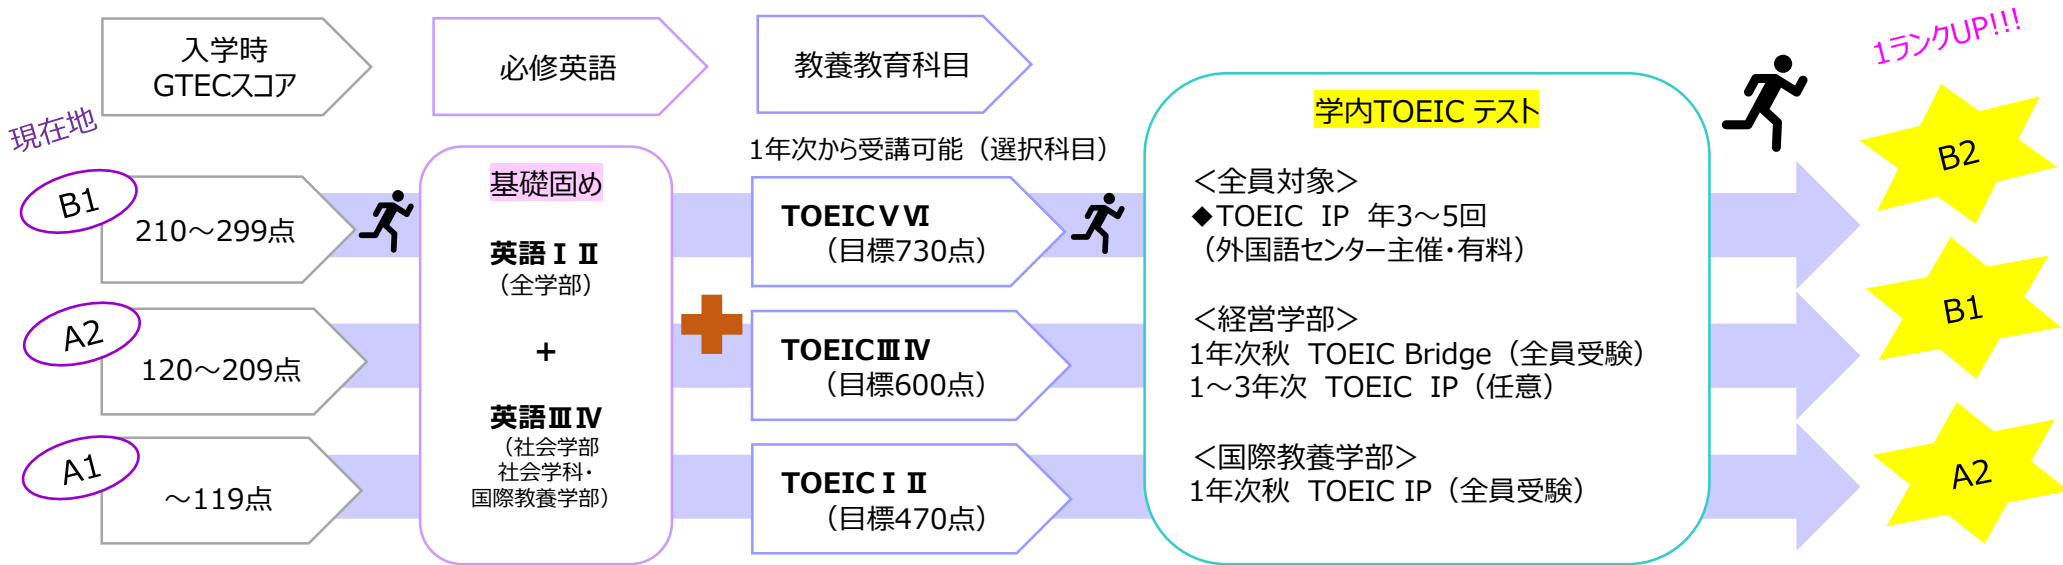 入学時
GTECスコア
必修英語
教養教育科目
1ランクUP!!!
現在地
1年次から受講可能（選択科目）
B1
210～299点
A2
120～209点
A1
～119点
基礎固め
英語ⅠⅡ
（全学部）
+
英語ⅢⅣ
（社会学部
社会学科・
国際教養学部）
TOEICⅤⅥ
（目標730点）
TOEICⅢⅣ
（目標600点）
TOEICⅠⅡ
（目標470点）
学内TOEIC テスト
＜全員対象＞
◆TOEIC IP 年3～5回
（外国語センター主催・有料）
＜経営学部＞
1年次秋 TOEIC Bridge（全員受験）
1～3年次 TOEIC IP（任意）
＜国際教養学部＞
1年次秋 TOEIC IP（全員受験）
B2
B1
A2